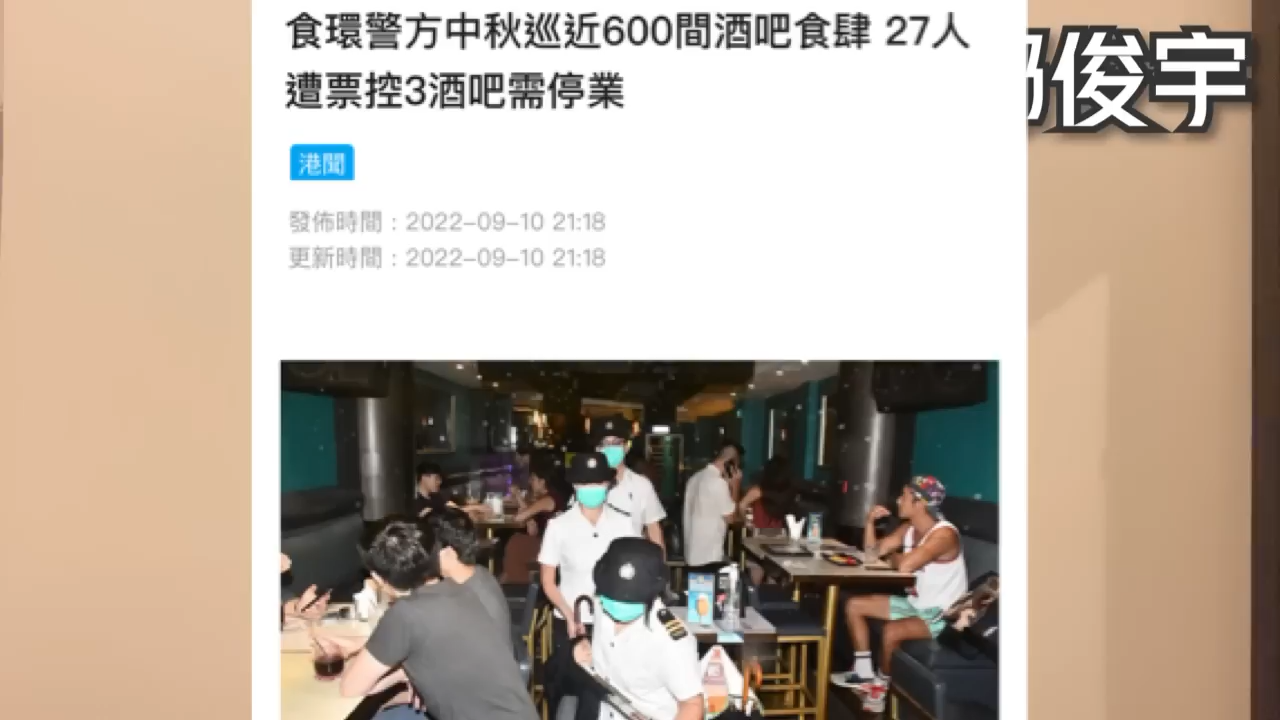 食環警方中秋巡近600間酒吧食肆 27人
遭票控3酒吧需停業
俊宇
港聞
發佈時間：2022-09-10 21:18
更新時間：2022-09-10 21:18